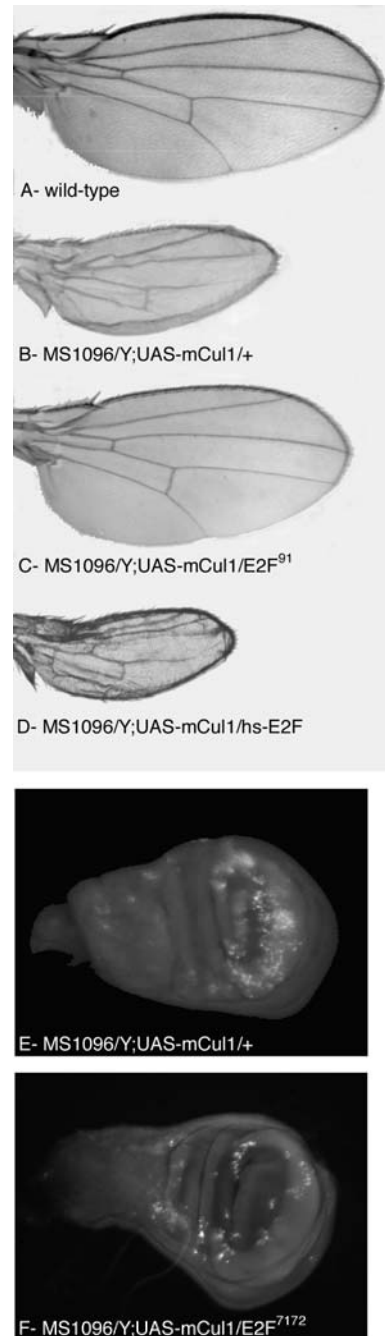 A- wild-type
B- MS1096/Y;UAS-mCul1/+
C- MS1096/Y;UAS-mCul1/E2F91
D- MS1096/Y;UAS-mCul1/hs-E2F
E- MS1096/Y;UAS-mCul1/+
F- MS1096/Y;UAS-mCul1/E2F7172